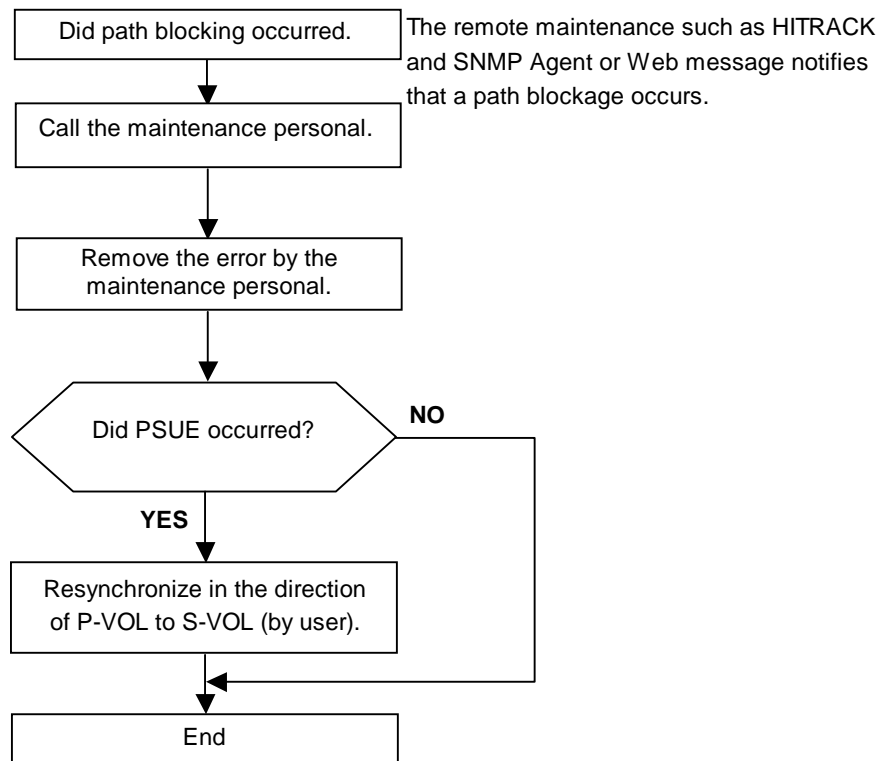 Did path blocking occurred.
The remote maintenance such as HITRACK
and SNMP Agent or Web message notifies
that a path blockage occurs.
Call the maintenance personal.
Remove the error by the
maintenance personal.
Did PSUE occurred?
NO
YES
Resynchronize in the direction
of P-VOL to S-VOL (by user).
End